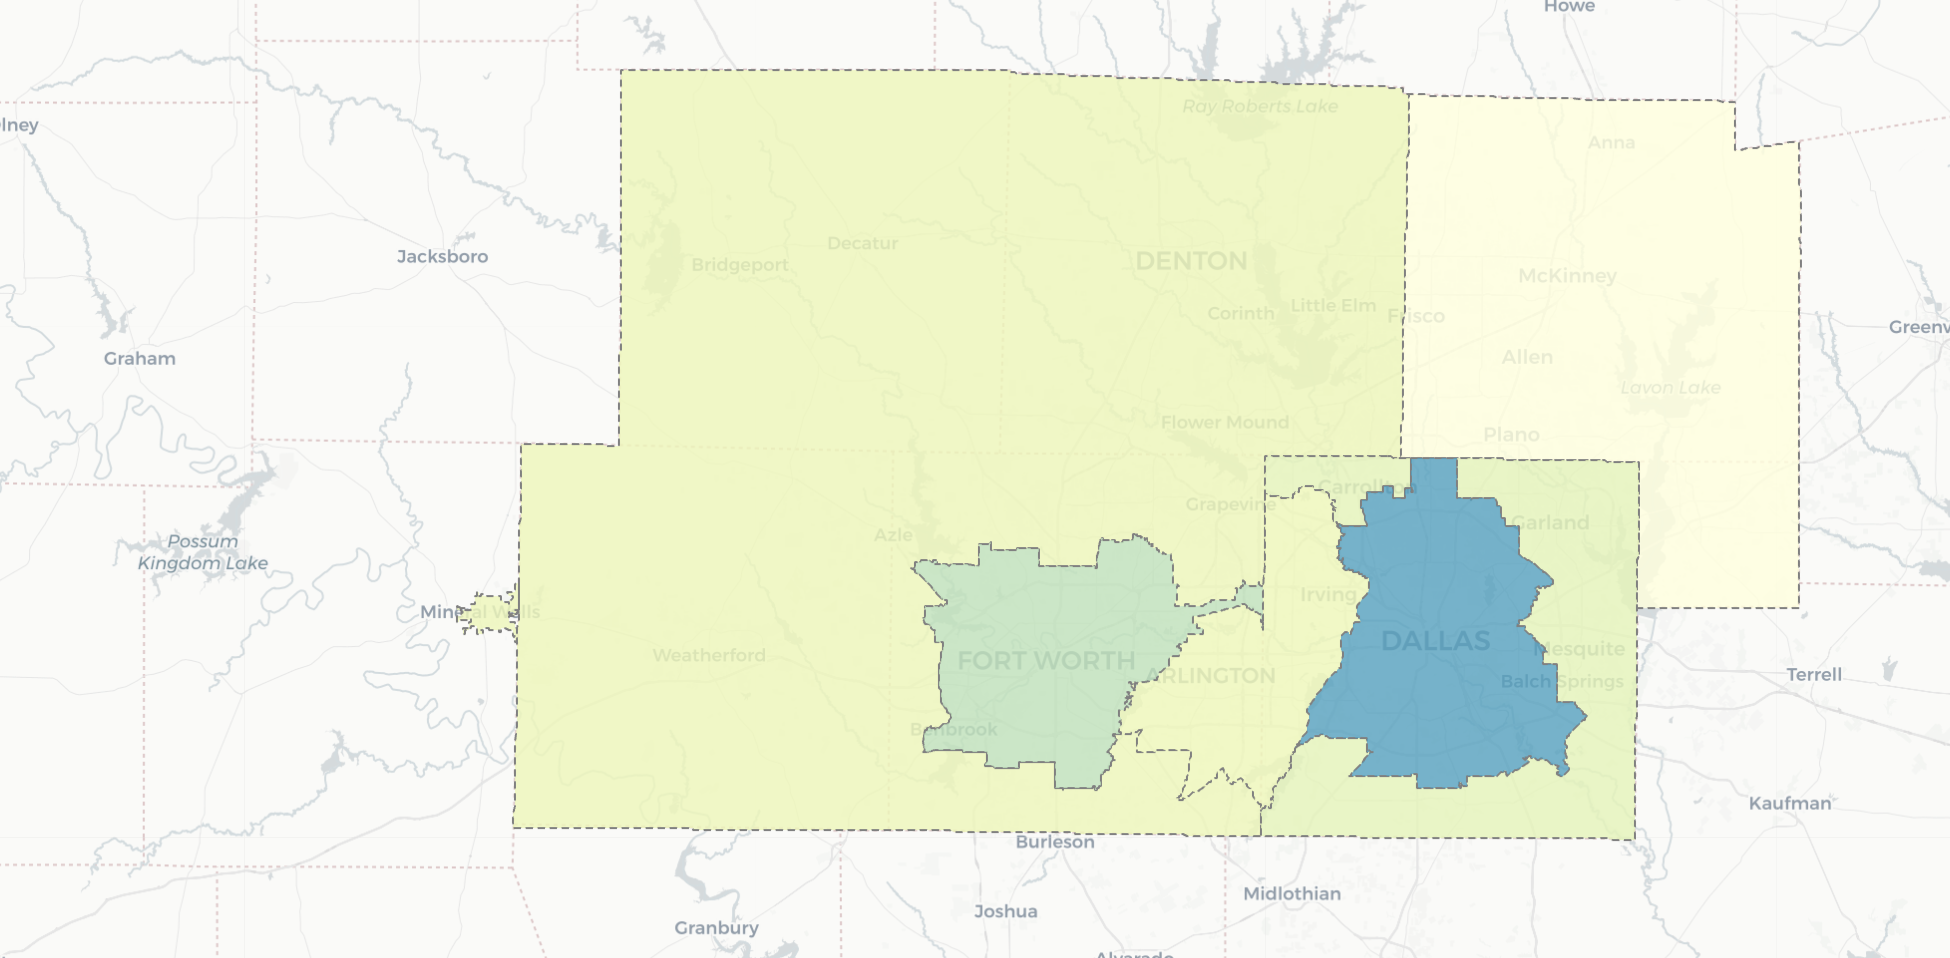 Howe
Ray Roberts Lake
lney
Anna
Jacksboro
Decatur
Bridgeport
DENTON
McKinney
Corinth
Little Elm
Frisco
Greenv
Graham
Allen
Lavon Lake
Flower Mound
Plano
Carrollton
Grapevine
Garland
Azle
Possum
Kingdom Lake
Irving
Mineral Wells
DALLAS
Mesquite
Weatherford
FORT WORTH
ARLINGTON
Balch Springs
Terrell
Benbrook
Kaufman
Burleson
Midlothian
Joshua
Granbury
Alvarado